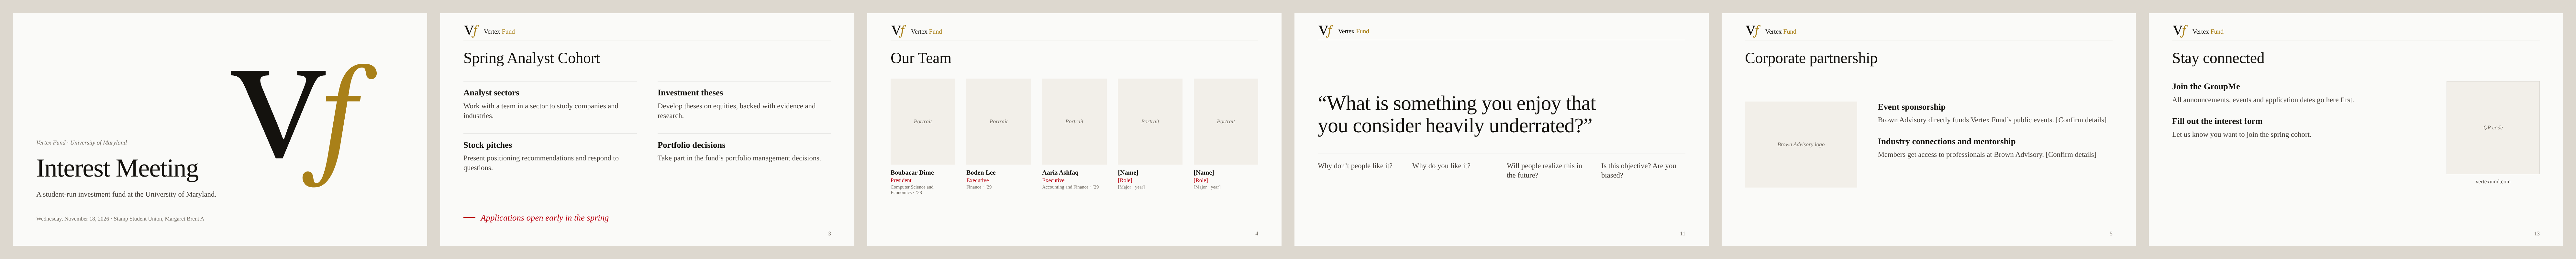 Vf
Vertex Fund · University of Maryland
Interest Meeting
A student-run investment fund at the University of Maryland.
Wednesday, November 18, 2026 · Stamp Student Union, Margaret Brent A
Vf Vertex Fund
Spring Analyst Cohort
Analyst sectors
Work with a team in a sector to study companies and
industries.
Investment theses
Develop theses on equities, backed with evidence and
research.
Stock pitches
Present positioning recommendations and respond to
questions.
Portfolio decisions
Take part in the fund's portfolio management decisions.
— Applications open early in the spring
3
Vf Vertex Fund
Our Team
Portrait
Portrait
Portrait
Portrait
Portrait
Boubacar Dime
President
Computer Science and
Economics · '28
Boden Lee
Executive
Finance · '29
Aariz Ashfaq
Executive
Accounting and Finance · '29
[Name]
[Role]
[Major · year]
[Name]
[Role]
[Major · year]
4
Vf Vertex Fund
“What is something you enjoy that
you consider heavily underrated?”
Why don’t people like it?
Why do you like it?
Will people realize this in
the future?
Is this objective? Are you
biased?
11
Vf Vertex Fund
Corporate partnership
Brown Advisory logo
Event sponsorship
Brown Advisory directly funds Vertex Fund’s public events. [Confirm details]
Industry connections and mentorship
Members get access to professionals at Brown Advisory. [Confirm details]
5
Vf Vertex Fund
Stay connected
Join the GroupMe
All announcements, events and application dates go here first.
Fill out the interest form
Let us know you want to join the spring cohort.
QR code
vertexumd.com
13